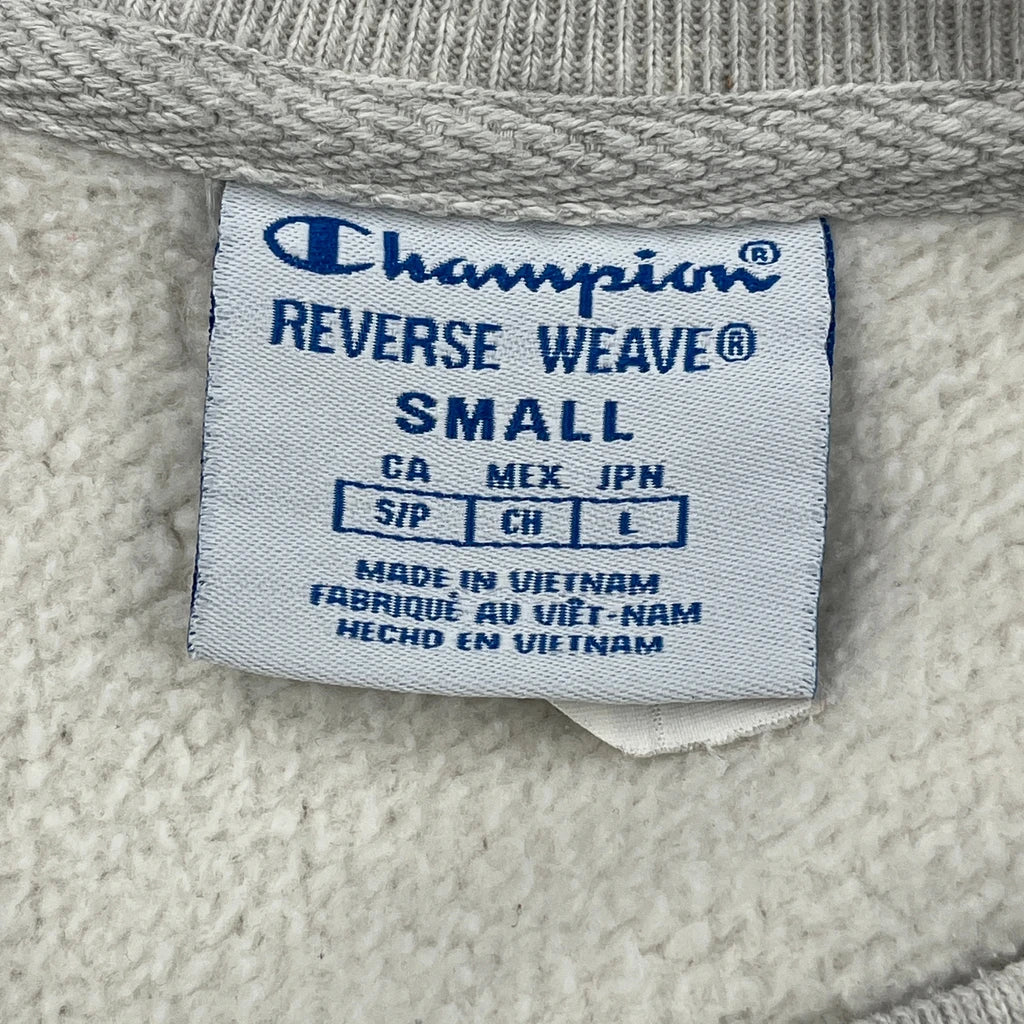 Champion®
REVERSE WEAVE®
SMALL
CA MEX JPN
S/P CH L
MADE IN VIETNAM
FABRIQUÉ AU VIÊT-NAM
HECHO EN VIETNAM